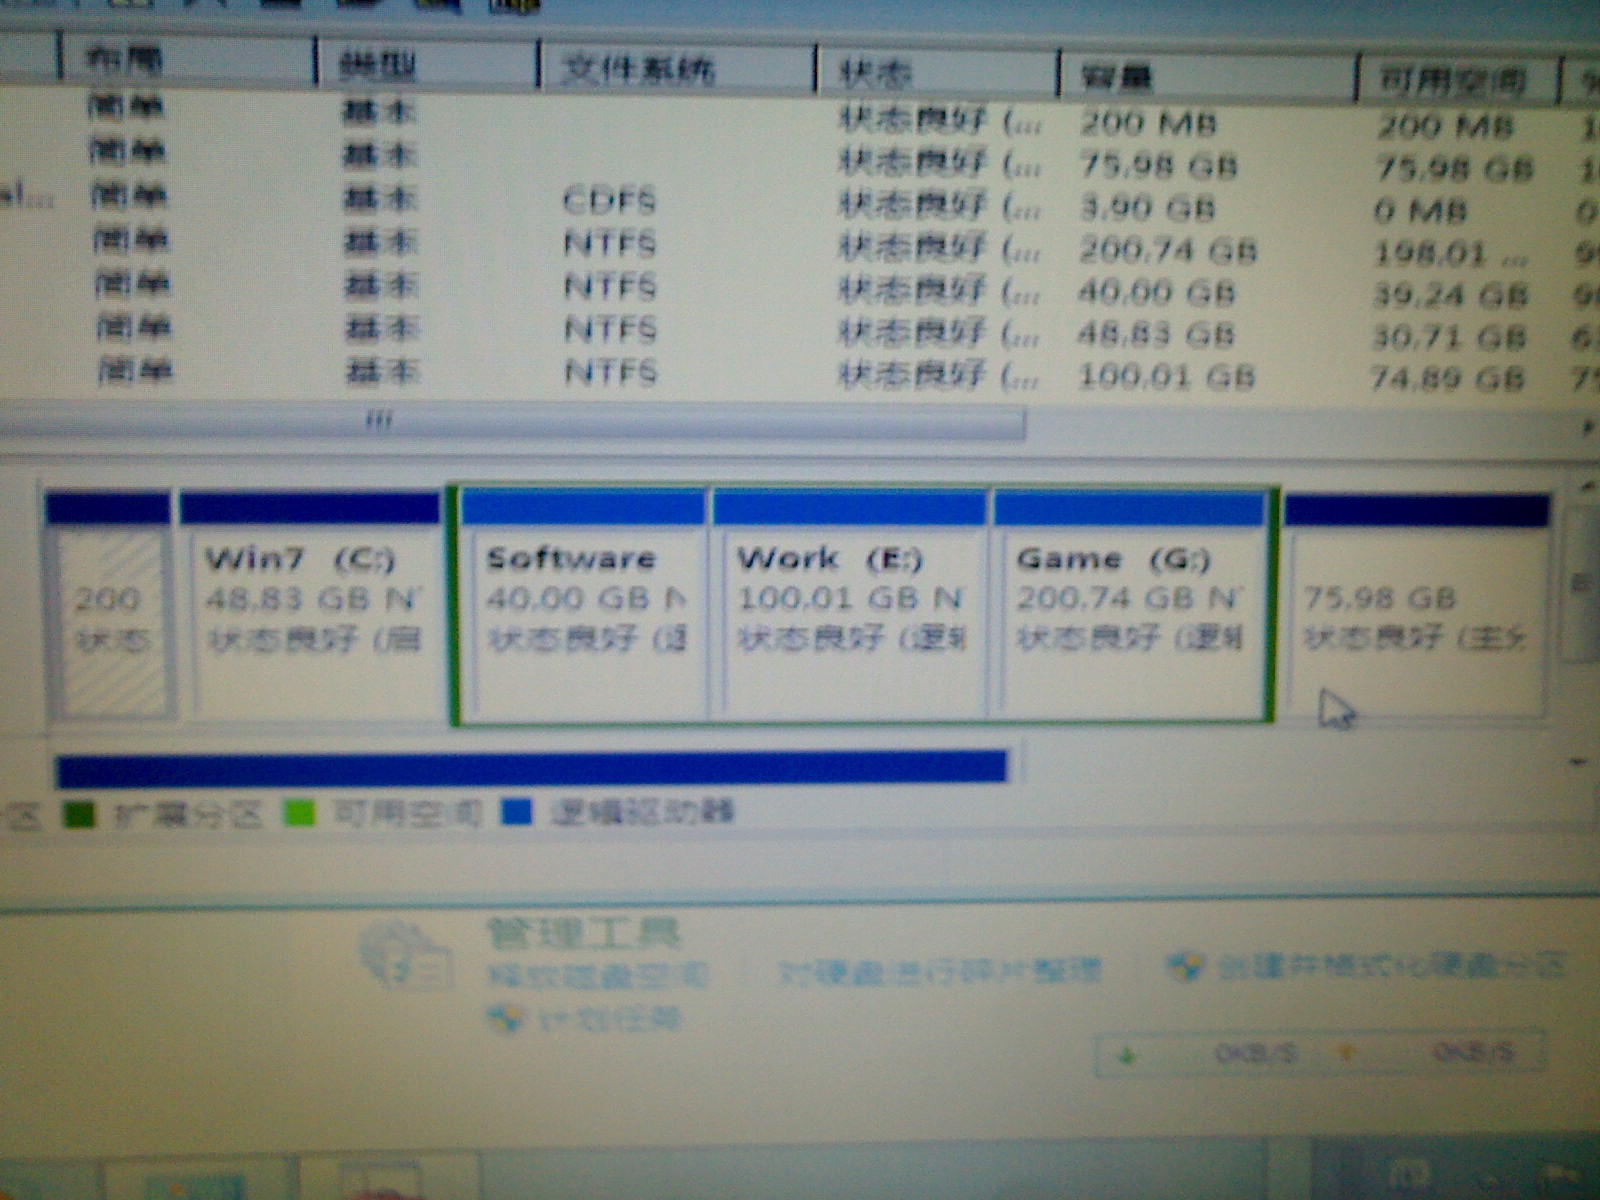 布局 类型 文件系统 状态 容量 可用空间
简单 基本 状态良好 (... 200 MB 200 MB
简单 基本 状态良好 (... 75.98 GB 75.98 GB
简单 基本 CDFS 状态良好 (... 3.90 GB 0 MB 0
简单 基本 NTFS 状态良好 (... 200.74 GB 198.01 ...
简单 基本 NTFS 状态良好 (... 40.00 GB 39.24 GB
简单 基本 NTFS 状态良好 (... 48.83 GB 30.71 GB
简单 基本 NTFS 状态良好 (... 100.01 GB 74.89 GB
Win7 (C:) Software Work (E:) Game (G:)
200 48.83 GB N 40.00 GB N 100.01 GB N 200.74 GB N 75.98 GB
状态 状态良好 (启 状态良好 (逻 状态良好 (逻辑 状态良好 (逻辑 状态良好 (主分
区 扩展分区 可用空间 逻辑驱动器
管理工具
释放磁盘空间 对硬盘进行碎片整理 创建并格式化硬盘分区
计划任务
0KB/S 0KB/S